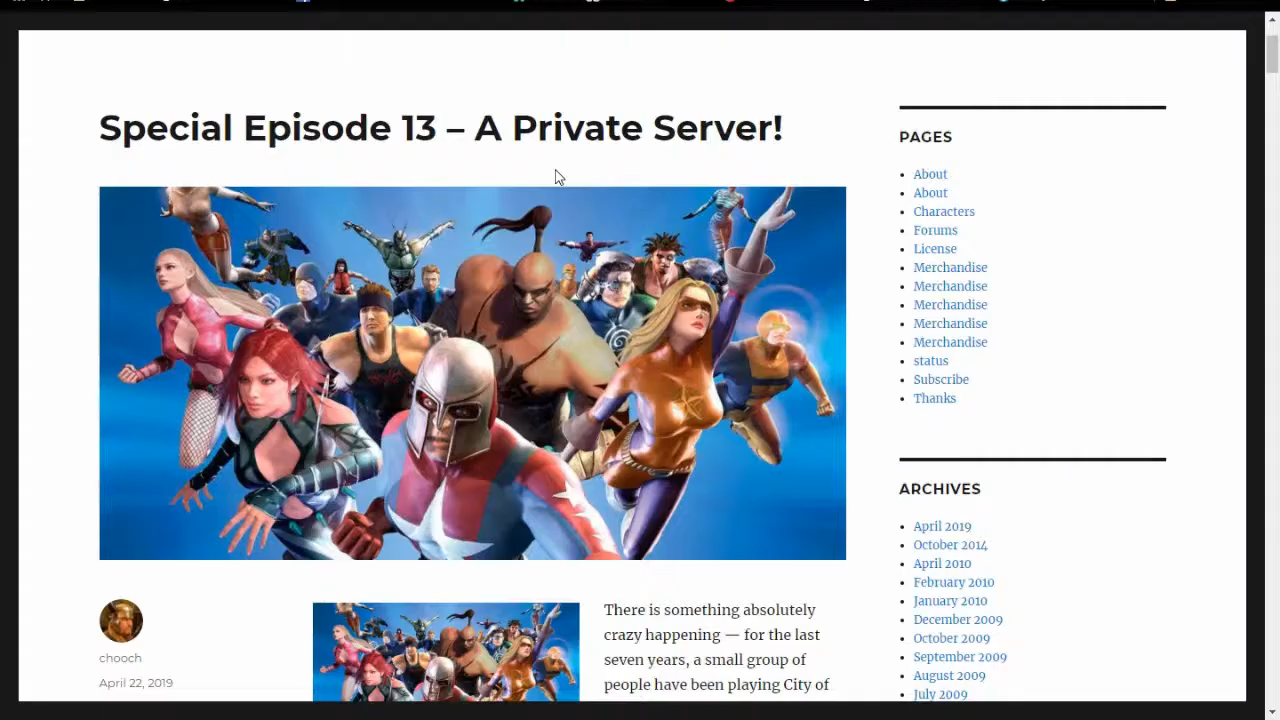 Special Episode 13 – A Private Server!
PAGES
About
About
Characters
Forums
License
Merchandise
Merchandise
Merchandise
Merchandise
Merchandise
status
Subscribe
Thanks
ARCHIVES
April 2019
October 2014
April 2010
February 2010
January 2010
December 2009
October 2009
September 2009
August 2009
July 2009
chooch
April 22, 2019
There is something absolutely
crazy happening — for the last
seven years, a small group of
people have been playing City of